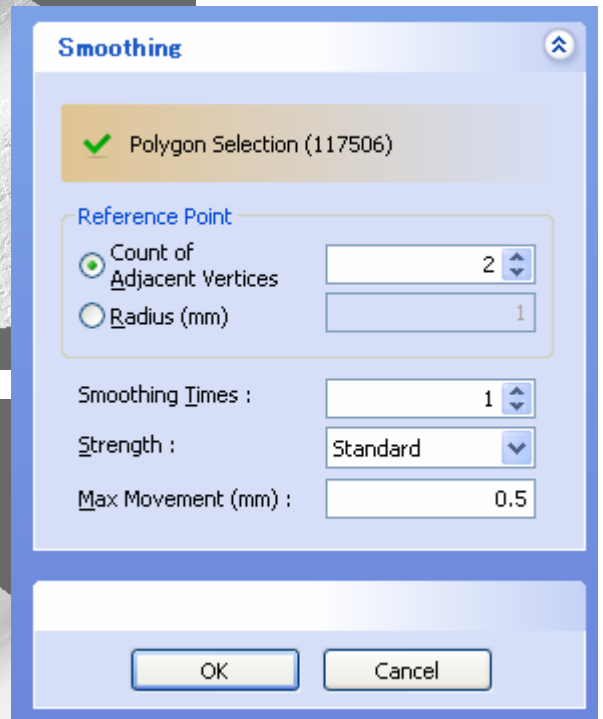 Smoothing
Polygon Selection (117506)
Reference Point
Count of
Adjacent Vertices
2
Radius (mm)
1
Smoothing Times :
1
Strength :
Standard
Max Movement (mm) :
0.5
OK
Cancel